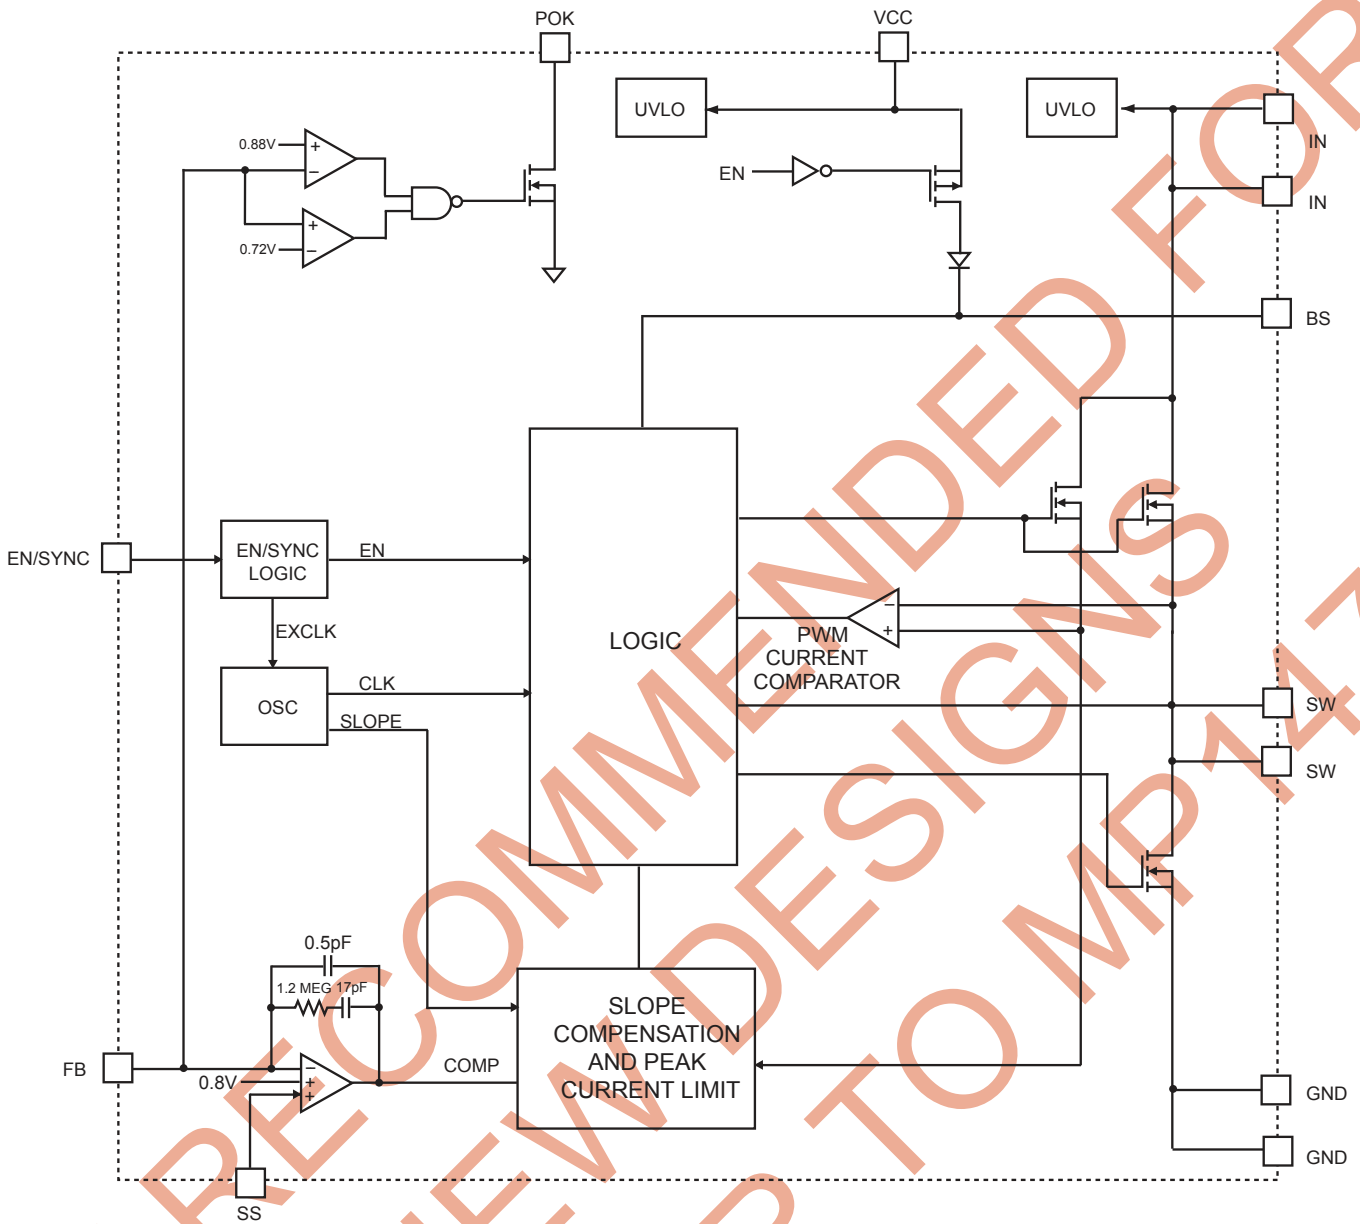 POK
VCC
UVLO
UVLO
IN
IN
0.88V
+
−
EN
+
−
0.72V
BS
EN/SYNC
EN/SYNC
LOGIC
EN
EXCLK
OSC
CLK
SLOPE
LOGIC
−
+
PWM
CURRENT
COMPARATOR
SW
SW
0.5pF
1.2 MEG 17pF
FB
0.8V
−
+
+
COMP
SLOPE
COMPENSATION
AND PEAK
CURRENT LIMIT
GND
GND
SS
RECOMMENDED FOR
EW DESIGNS
TO MP147